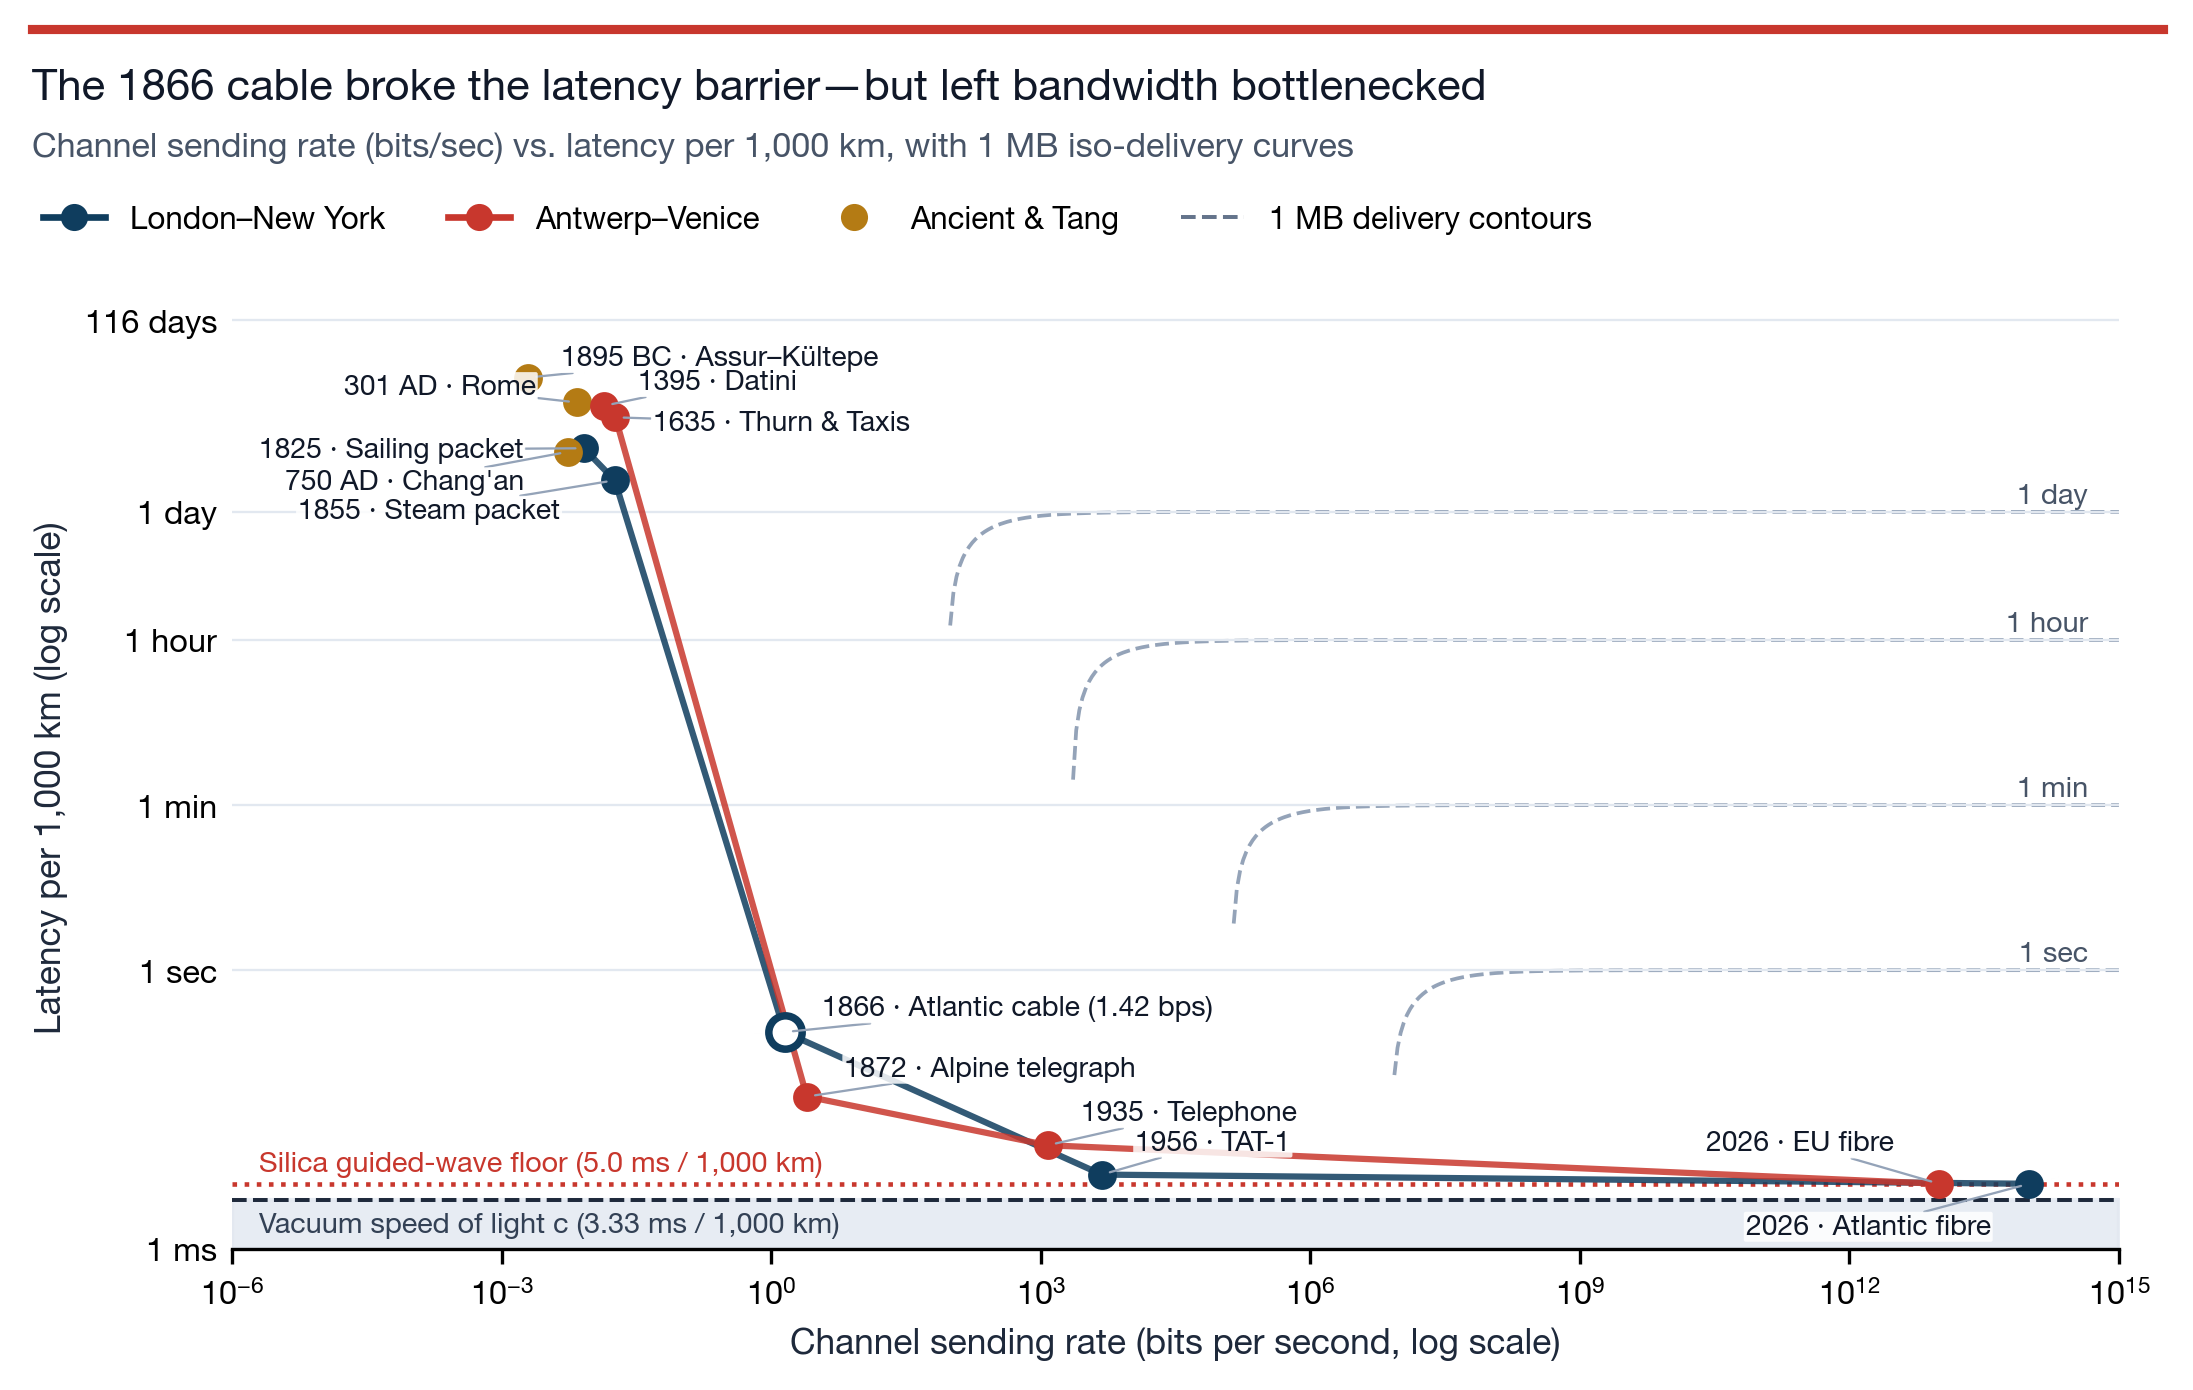 The 1866 cable broke the latency barrier—but left bandwidth bottlenecked
Channel sending rate (bits/sec) vs. latency per 1,000 km, with 1 MB iso-delivery curves
London–New York
Antwerp–Venice
Ancient & Tang
1 MB delivery contours
116 days
1895 BC · Assur–Kültepe
301 AD · Rome
1395 · Datini
1635 · Thurn & Taxis
1825 · Sailing packet
750 AD · Chang'an
1855 · Steam packet
1 day
1 day
1 hour
1 hour
1 min
1 min
1 sec
1 sec
Latency per 1,000 km (log scale)
1866 · Atlantic cable (1.42 bps)
1872 · Alpine telegraph
1935 · Telephone
1956 · TAT-1
2026 · EU fibre
Silica guided-wave floor (5.0 ms / 1,000 km)
Vacuum speed of light c (3.33 ms / 1,000 km)
2026 · Atlantic fibre
1 ms
10⁻⁶
10⁻³
10⁰
10³
10⁶
10⁹
10¹²
10¹⁵
Channel sending rate (bits per second, log scale)